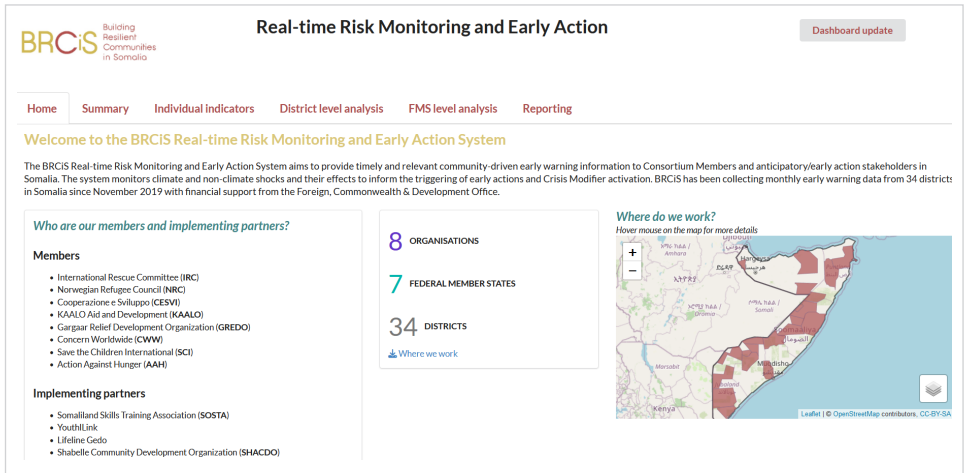 BRCiS
Building
Resilient
Communities
in Somalia
Real-time Risk Monitoring and Early Action
Dashboard update
Home Summary Individual indicators District level analysis FMS level analysis Reporting
Welcome to the BRCiS Real-time Risk Monitoring and Early Action System
The BRCiS Real-time Risk Monitoring and Early Action System aims to provide timely and relevant community-driven early warning information to Consortium Members and anticipatory/early action stakeholders in
Somalia. The system monitors climate and non-climate shocks and their effects to inform the triggering of early actions and Crisis Modifier activation. BRCiS has been collecting monthly early warning data from 34 districts
in Somalia since November 2019 with financial support from the Foreign, Commonwealth & Development Office.
Who are our members and implementing partners?
Members
• International Rescue Committee (IRC)
• Norwegian Refugee Council (NRC)
• Cooperazione e Sviluppo (CESVI)
• KAALO Aid and Development (KAALO)
• Gargaar Relief Development Organization (GREDO)
• Concern Worldwide (CWW)
• Save the Children International (SCI)
• Action Against Hunger (AAH)
Implementing partners
• Somaliland Skills Training Association (SOSTA)
• YouthlLink
• Lifeline Gedo
• Shabelle Community Development Organization (SHACDO)
8 ORGANISATIONS
7 FEDERAL MEMBER STATES
34 DISTRICTS
Where we work
Where do we work?
Hover mouse on the map for more details
+
−
Amhara
Hargeysa
هرجيسا
ኢትዮጵያ
Oromia
Somali
الصومال
Marsabit
Kenya
Leaflet | © OpenStreetMap contributors, CC-BY-SA